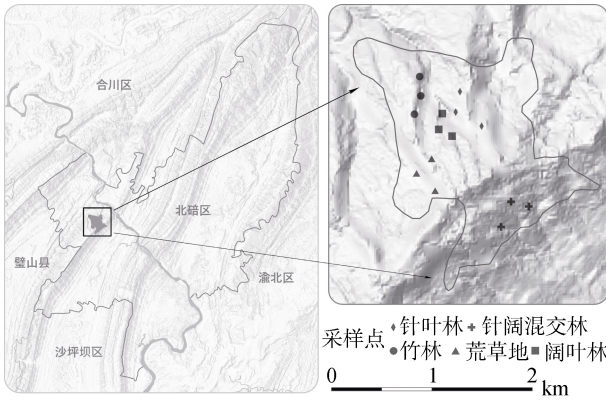 合川区
北碚区
璧山县
渝北区
沙坪坝区
采样点 针叶林 针阔混交林
竹林 荒草地 阔叶林
0 1 2 km